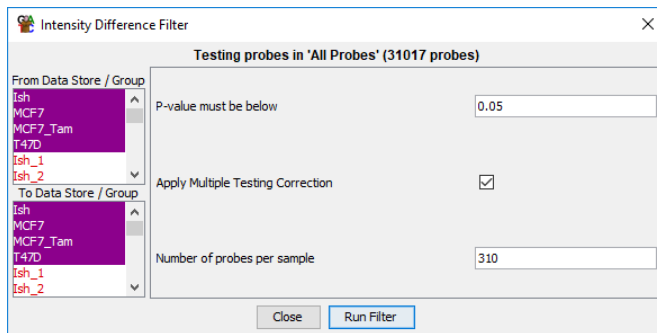 Intensity Difference Filter
Testing probes in 'All Probes' (31017 probes)
From Data Store / Group
Ish
MCF7
MCF7_Tam
T47D
Ish_1
Ish_2
To Data Store / Group
Ish
MCF7
MCF7_Tam
T47D
Ish_1
Ish_2
P-value must be below 0.05
Apply Multiple Testing Correction
Number of probes per sample 310
Close Run Filter